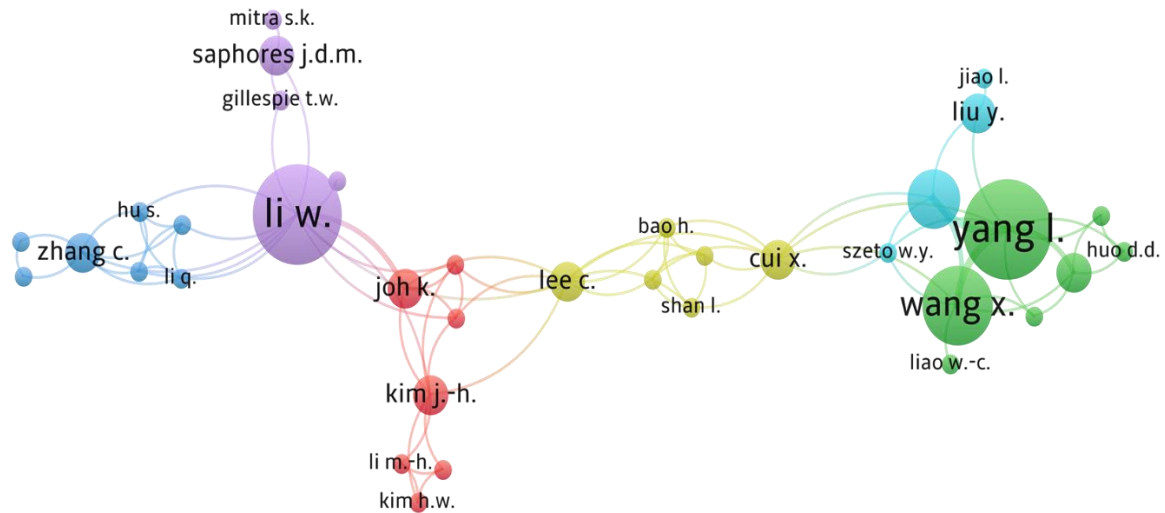 mitra s.k.
saphores j.d.m.
gillespie t.w.
li w.
hu s.
zhang c.
li q.
joh k.
kim j.-h.
li m.-h.
kim h.w.
lee c.
bao h.
shan l.
cui x.
jiao l.
liu y.
szeto w.y.
yang l.
huo d.d.
wang x.
liao w.-c.